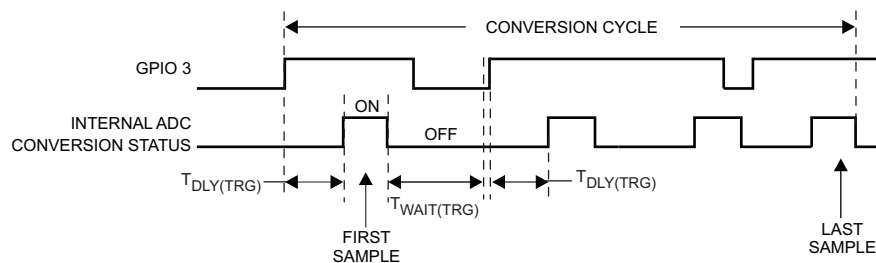 CONVERSION CYCLE
GPIO 3
ON
INTERNAL ADC
CONVERSION STATUS
OFF
TDLY(TRG)
TWAIT(TRG)
TDLY(TRG)
FIRST
SAMPLE
LAST
SAMPLE